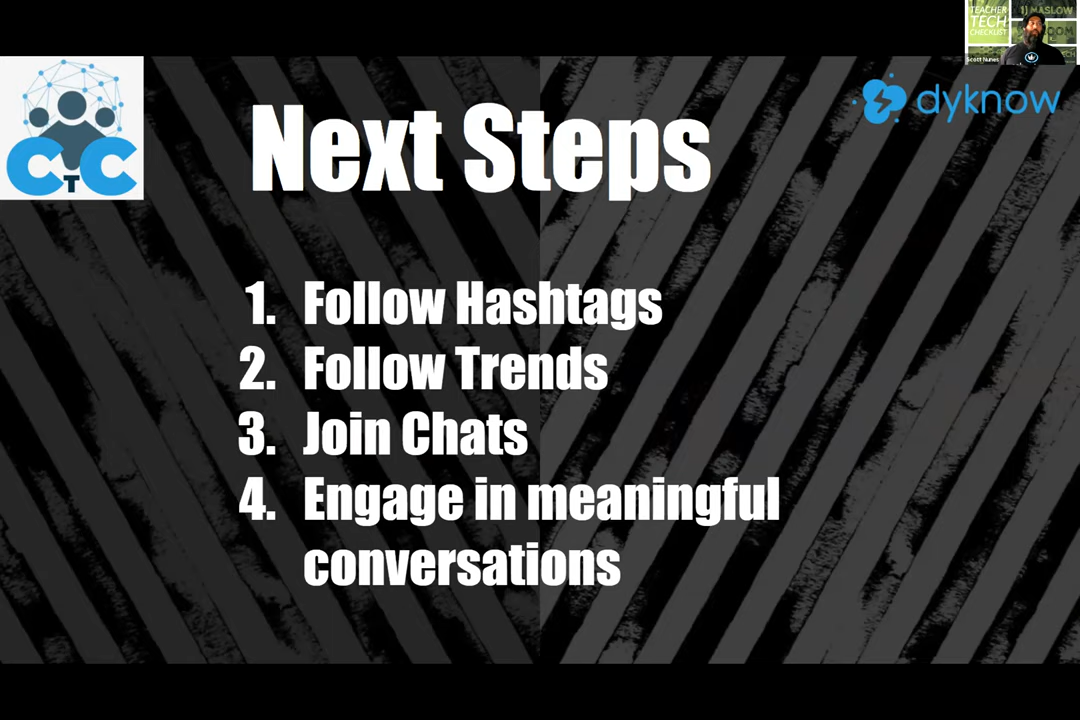 TEACHER
TECH
CHECKLIST
1) MASLOW
Scott Nunes
CTC
dyknow
Next Steps
1. Follow Hashtags
2. Follow Trends
3. Join Chats
4. Engage in meaningful
conversations